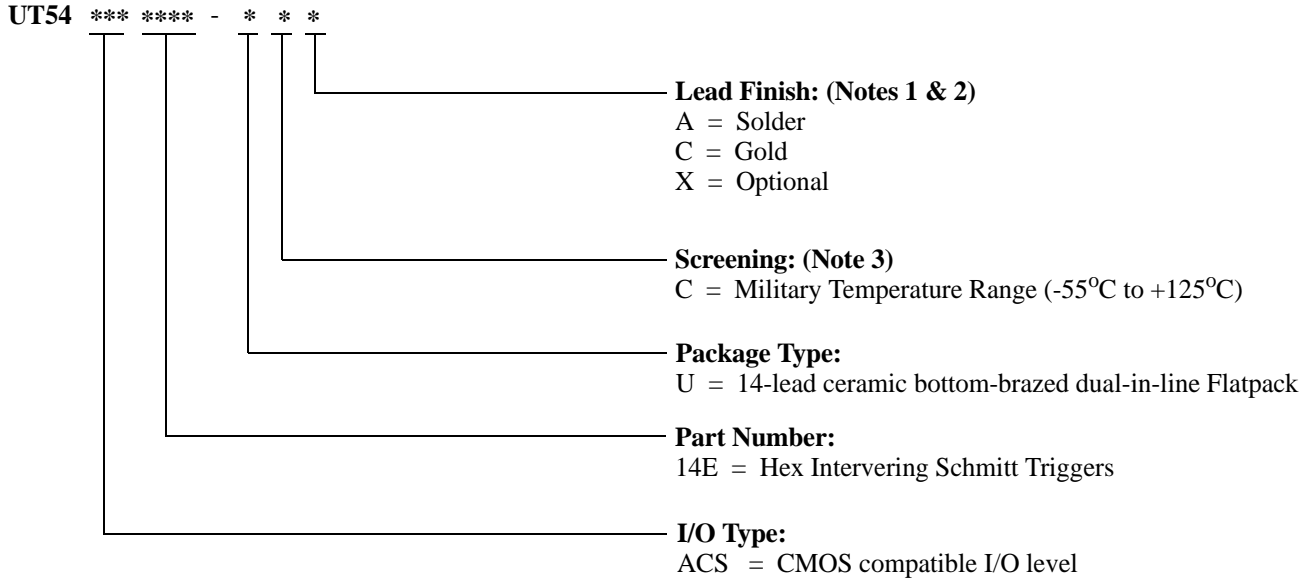 UT54 *** **** - * * *
Lead Finish: (Notes 1 & 2)
A = Solder
C = Gold
X = Optional
Screening: (Note 3)
C = Military Temperature Range (-55°C to +125°C)
Package Type:
U = 14-lead ceramic bottom-brazed dual-in-line Flatpack
Part Number:
14E = Hex Intervering Schmitt Triggers
I/O Type:
ACS = CMOS compatible I/O level